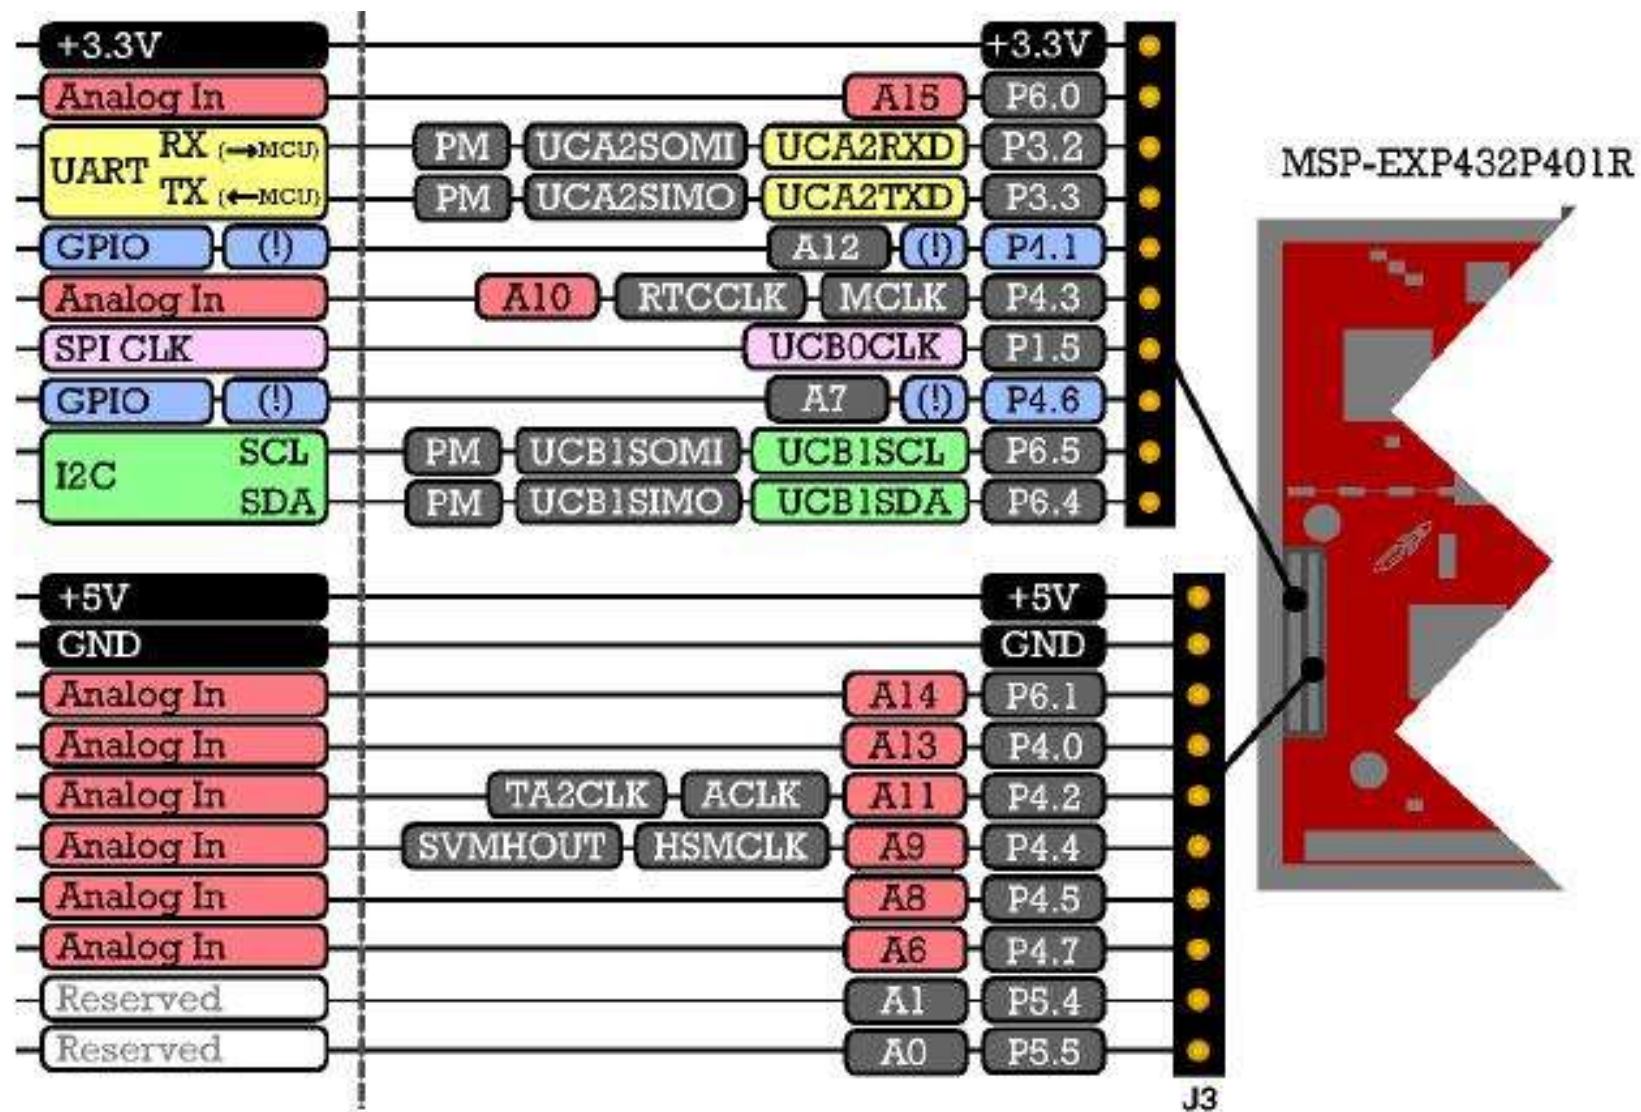 +3.3V +3.3V
Analog In A15 P6.0
UART RX (→MCU) PM UCA2SOMI UCA2RXD P3.2
TX (←MCU) PM UCA2SIMO UCA2TXD P3.3
GPIO (!) A12 (!) P4.1
Analog In A10 RTCCLK MCLK P4.3
SPI CLK UCB0CLK P1.5
GPIO (!) A7 (!) P4.6
I2C SCL PM UCB1SOMI UCB1SCL P6.5
SDA PM UCB1SIMO UCB1SDA P6.4
MSP-EXP432P401R
+5V +5V
GND GND
Analog In A14 P6.1
Analog In A13 P4.0
Analog In TA2CLK ACLK A11 P4.2
Analog In SVMHOUT HSMCLK A9 P4.4
Analog In A8 P4.5
Analog In A6 P4.7
Reserved A1 P5.4
Reserved A0 P5.5
J3